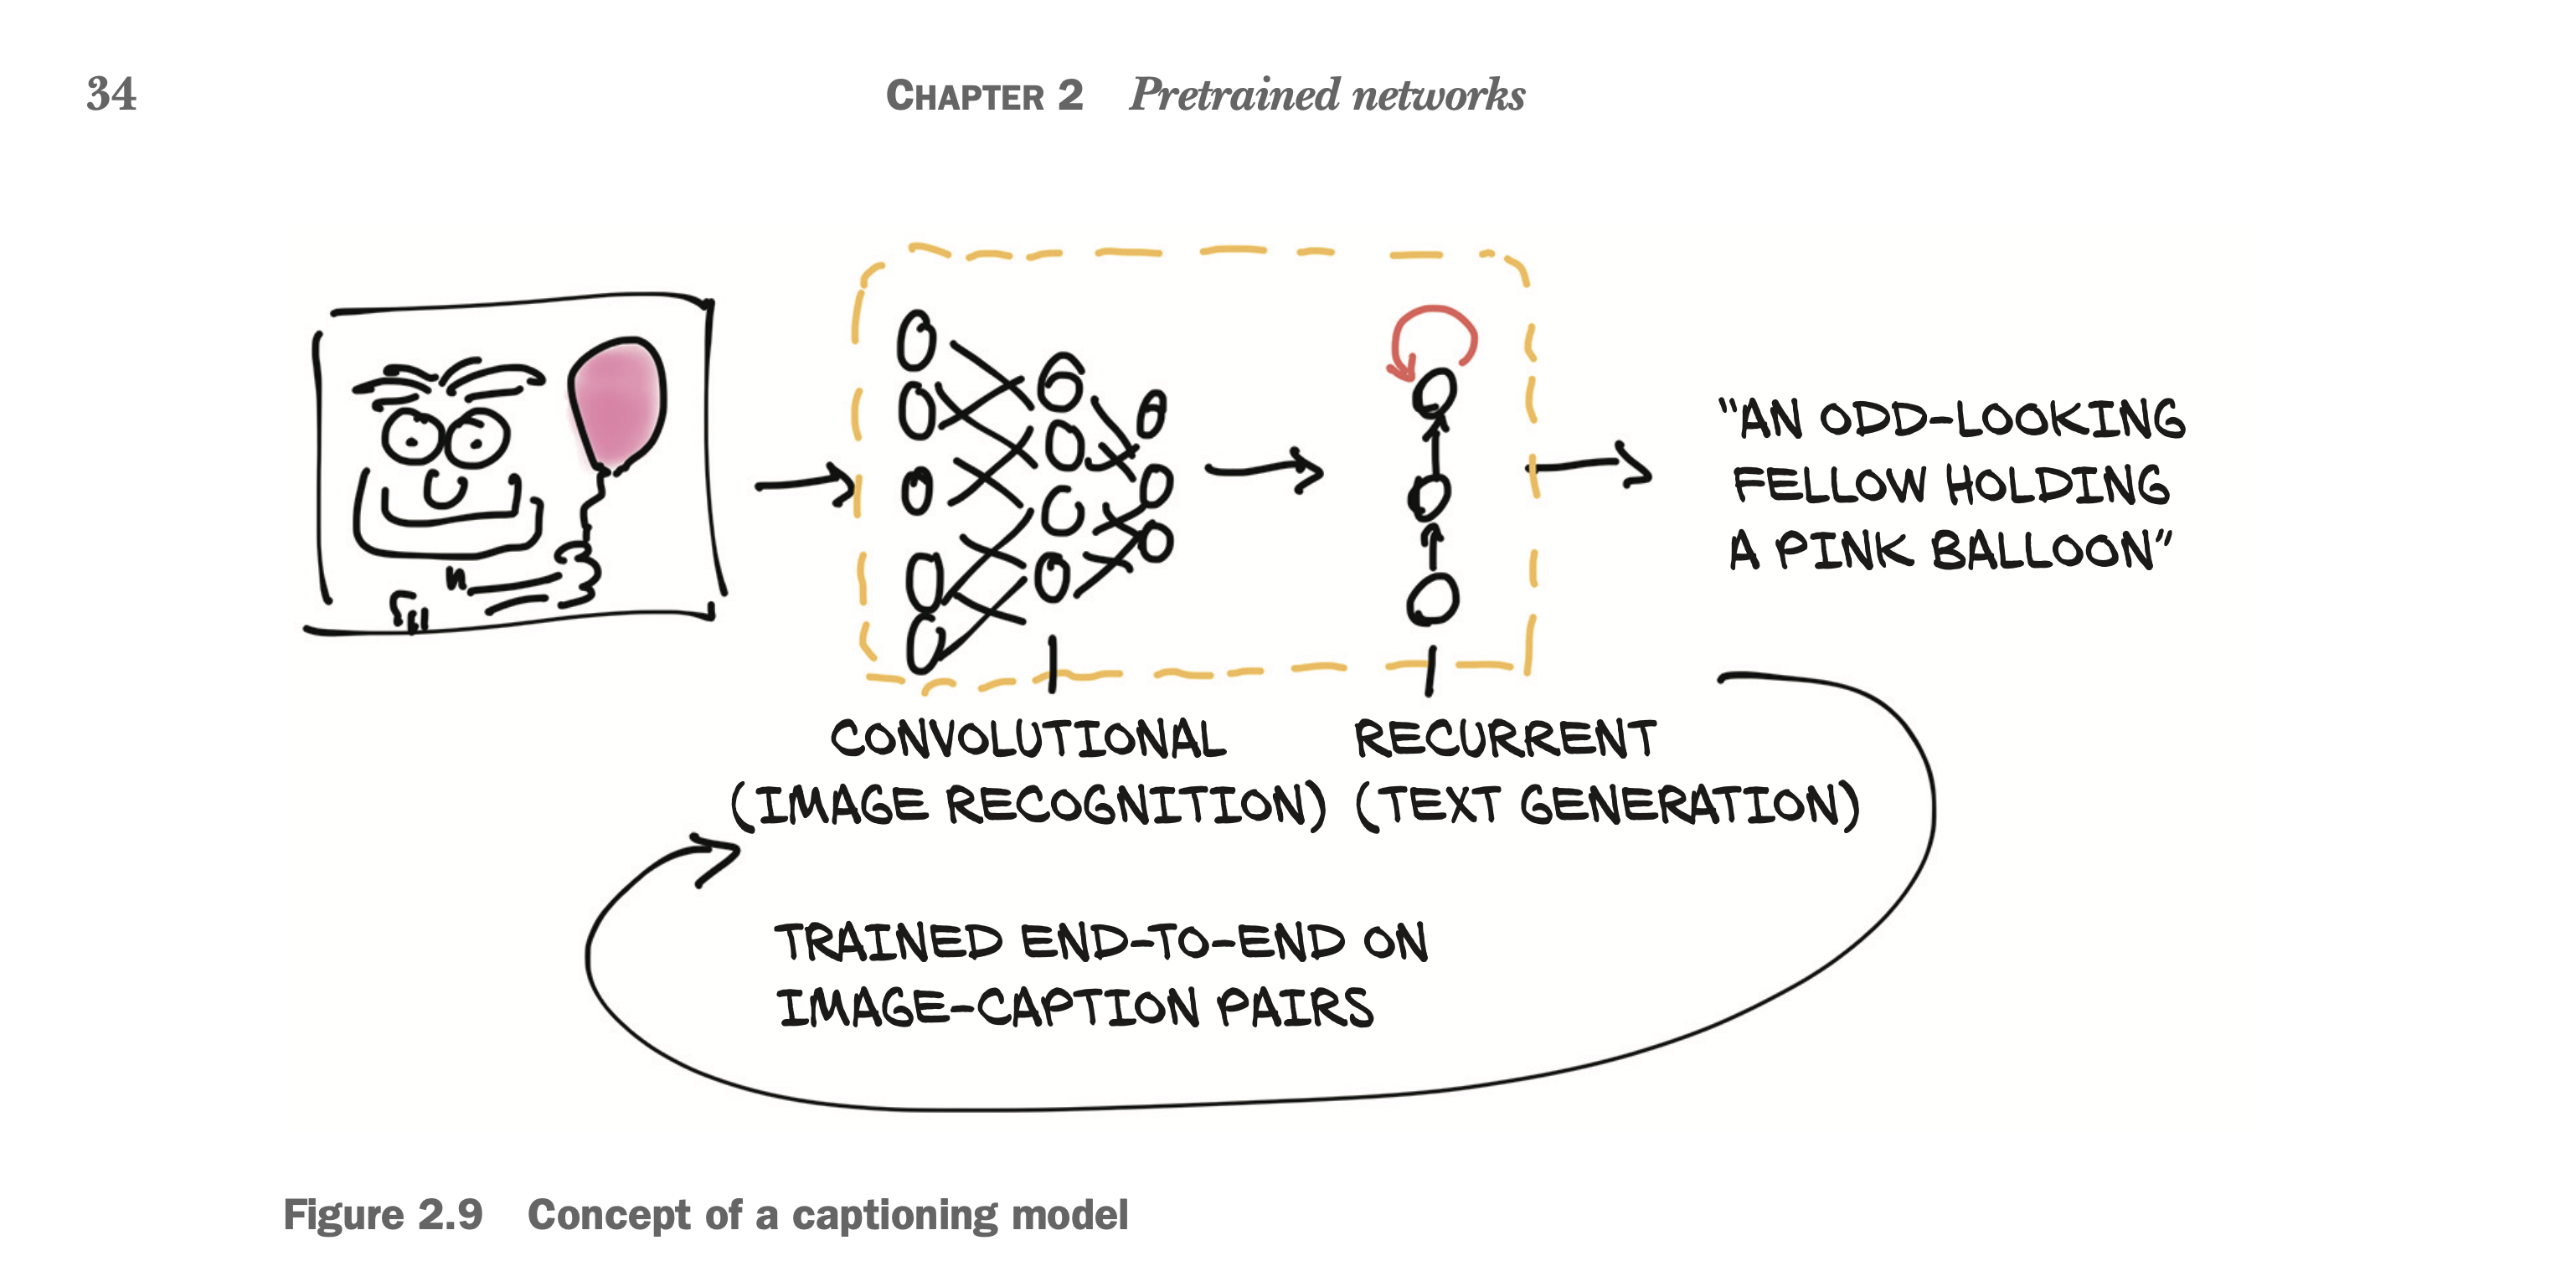 34
CHAPTER 2 Pretrained networks
"AN ODD-LOOKING
FELLOW HOLDING
A PINK BALLOON"
CONVOLUTIONAL
(IMAGE RECOGNITION)
RECURRENT
(TEXT GENERATION)
TRAINED END-TO-END ON
IMAGE-CAPTION PAIRS
Figure 2.9 Concept of a captioning model